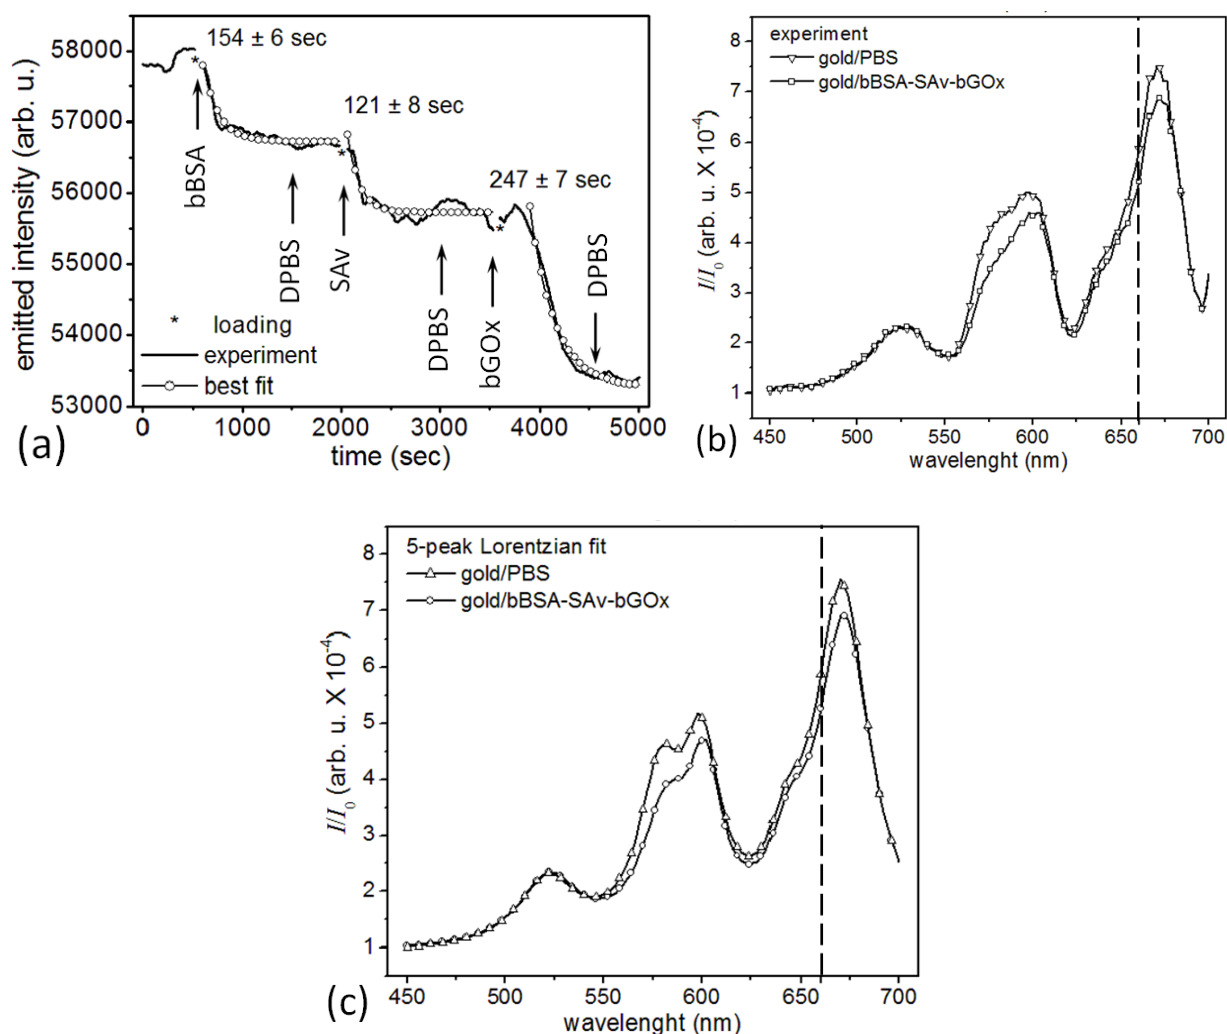 (a)
emitted intensity (arb. u.)
58000
57000
56000
55000
54000
53000
154 ± 6 sec
121 ± 8 sec
247 ± 7 sec
bBSA
DPBS
SAv
DPBS
bGOx
DPBS
* loading
experiment
best fit
0 1000 2000 3000 4000 5000
time (sec)
(b)
I/I0 (arb. u. X 10-4)
8
7
6
5
4
3
2
1
experiment
gold/PBS
gold/bBSA-SAv-bGOx
450 500 550 600 650 700
wavelenght (nm)
(c)
I/I0 (arb. u. X 10-4)
8
7
6
5
4
3
2
1
5-peak Lorentzian fit
gold/PBS
gold/bBSA-SAv-bGOx
450 500 550 600 650 700
wavelenght (nm)